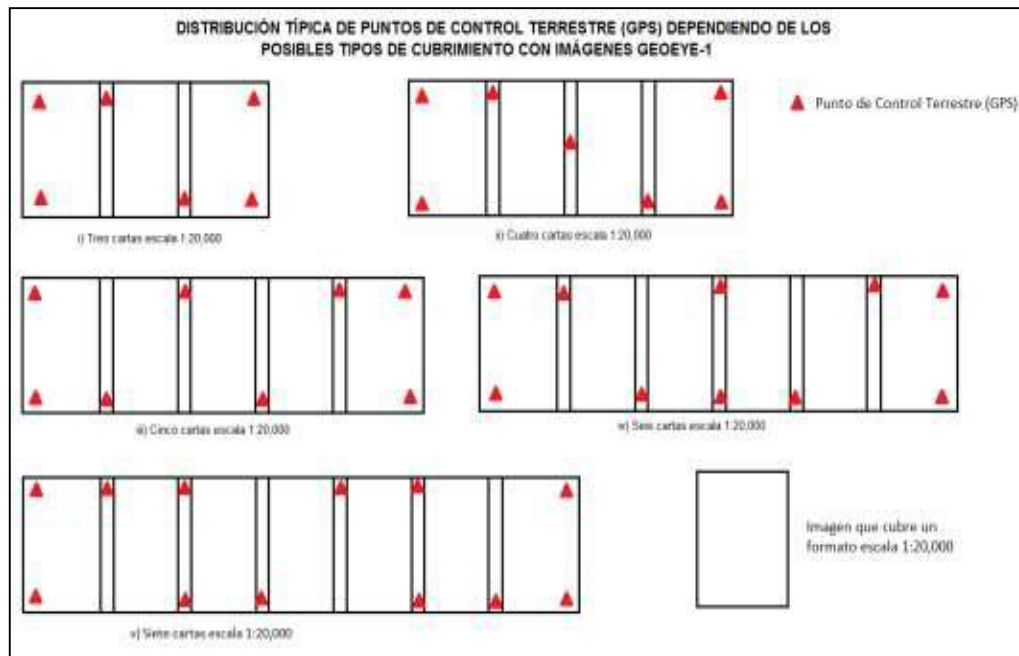 DISTRIBUCIÓN TÍPICA DE PUNTOS DE CONTROL TERRESTRE (GPS) DEPENDIENDO DE LOS
POSIBLES TIPOS DE CUBRIMIENTO CON IMÁGENES GEOEYE-1
Punto de Control Terrestre (GPS)
i) Tres cartas escala 1:20,000
ii) Cuatro cartas escala 1:20,000
iii) Cinco cartas escala 1:20,000
iv) Seis cartas escala 1:20,000
Imagen que cubre un
formato escala 1:20,000
v) Siete cartas escala 1:20,000